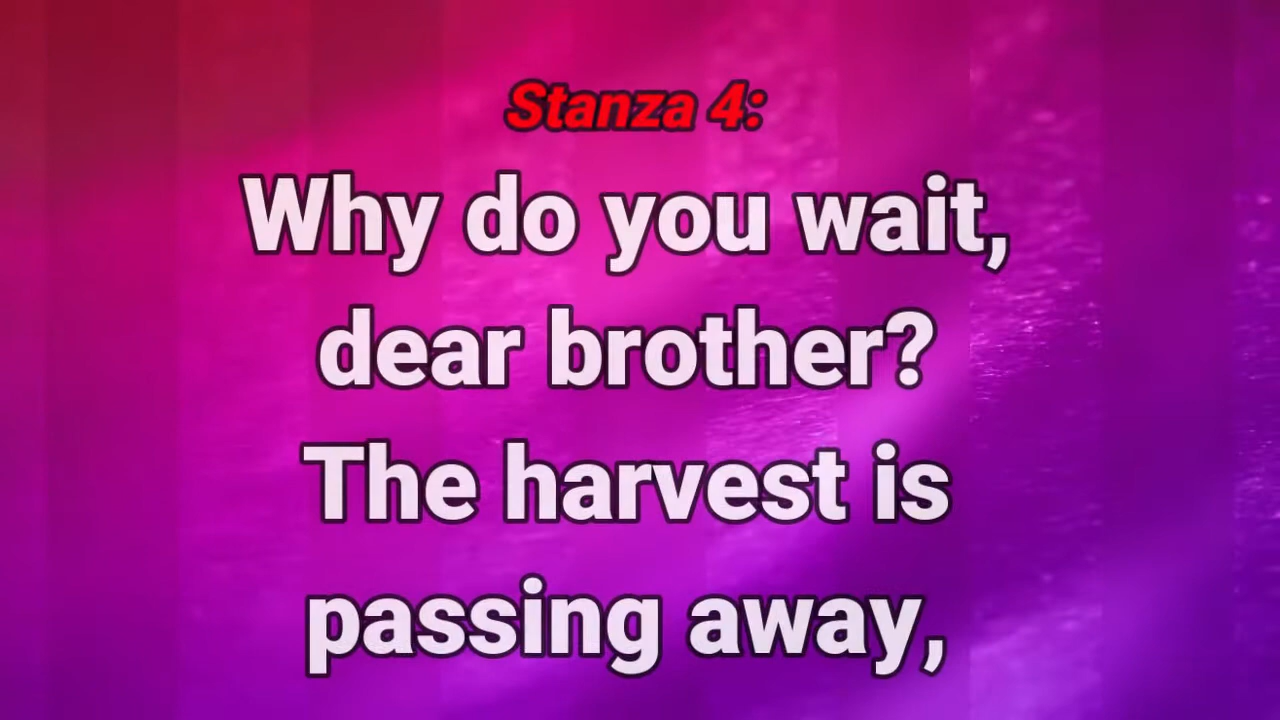 Stanza 4:
Why do you wait,
dear brother?
The harvest is
passing away,